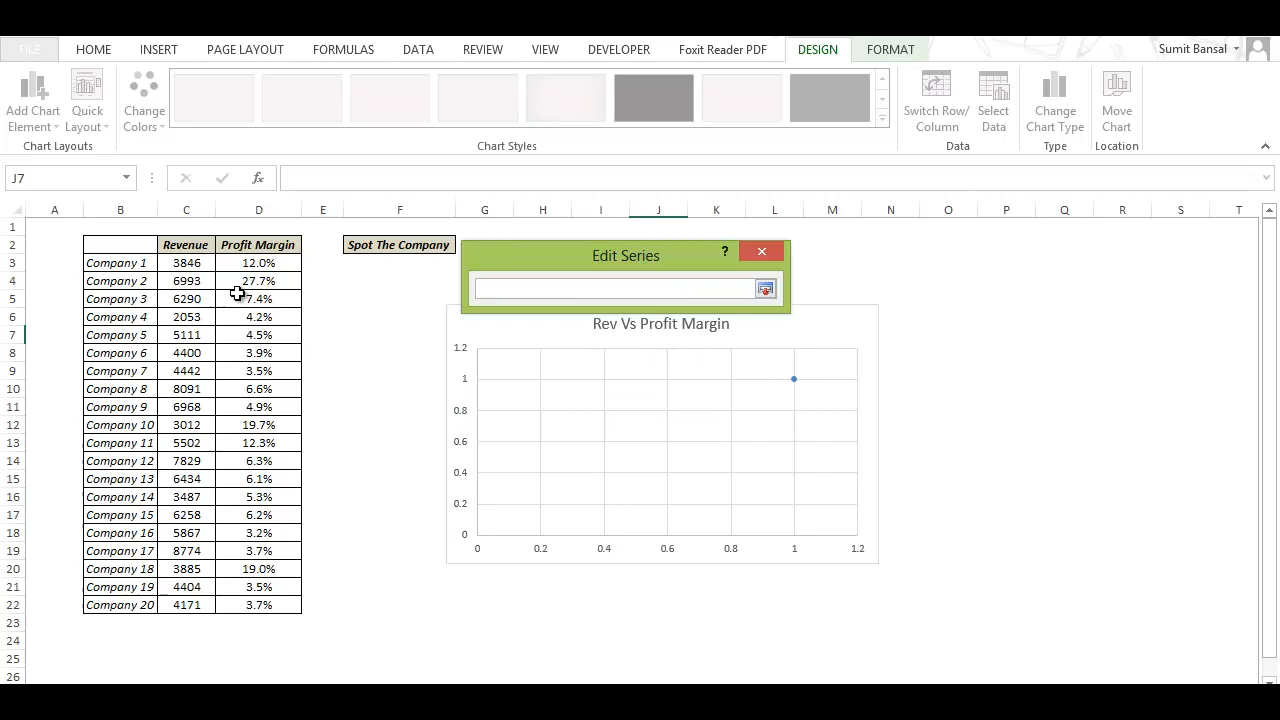 FILE HOME INSERT PAGE LAYOUT FORMULAS DATA REVIEW VIEW DEVELOPER Foxit Reader PDF DESIGN FORMAT Sumit Bansal
Add Chart Element Quick Layout Change Colors Switch Row/ Column Select Data Change Chart Type Move Chart
Chart Layouts Chart Styles Data Type Location
J7 fx
A B C D E F G H I J K L M N O P Q R S T
1
2 Revenue Profit Margin Spot The Company
3 Company 1 3846 12.0%
4 Company 2 6993 27.7%
5 Company 3 6290 7.4%
6 Company 4 2053 4.2%
7 Company 5 5111 4.5%
8 Company 6 4400 3.9%
9 Company 7 4442 3.5%
10 Company 8 8091 6.6%
11 Company 9 6968 4.9%
12 Company 10 3012 19.7%
13 Company 11 5502 12.3%
14 Company 12 7829 6.3%
15 Company 13 6434 6.1%
16 Company 14 3487 5.3%
17 Company 15 6258 6.2%
18 Company 16 5867 3.2%
19 Company 17 8774 3.7%
20 Company 18 3885 19.0%
21 Company 19 4404 3.5%
22 Company 20 4171 3.7%
23
24
25
26
Edit Series ?
Rev Vs Profit Margin
1.2
1
0.8
0.6
0.4
0.2
0
0 0.2 0.4 0.6 0.8 1 1.2